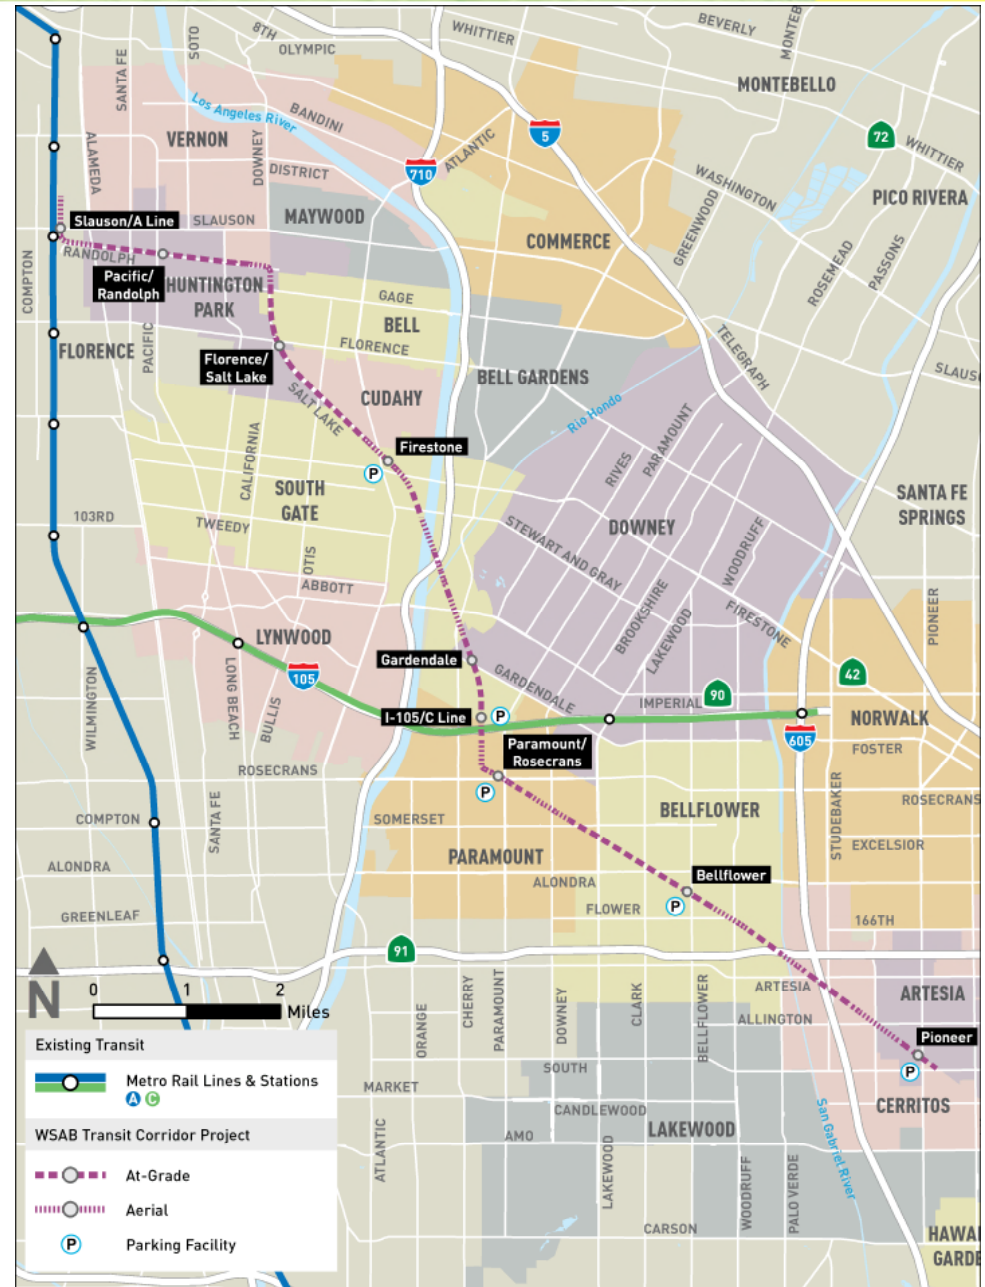 BEVERLY
MONTEB
WHITTIER
8TH
OLYMPIC
SOTO
SANTA FE
MONTEBELLO
Los Angeles River
BANDINI
VERNON
DOWNEY
ATLANTIC
5
72
WHITTIER
ALAMEDA
DISTRICT
710
WASHINGTON
PICO RIVERA
Slauson/A Line
SLAUSON
MAYWOOD
GREENWOOD
COMMERCE
RANDOLPH
ROSEMEAD
PASSONS
COMPTON
Pacific/
Randolph
HUNTINGTON
PARK
GAGE
BELL
FLORENCE
TELEGRAPH
FLORENCE
PACIFIC
Florence/
Salt Lake
BELL GARDENS
SLAUS
SALT LAKE
CUDAHY
Rio Hondo
PARAMOUNT
Firestone
RIVES
P
CALIFORNIA
SOUTH
GATE
SANTA FE
SPRINGS
103RD
TWEEDY
STEWART AND GRAY
DOWNEY
WOODRUFF
OTIS
ABBOTT
BROOKSHIRE
LAKEWOOD
FIRESTONE
PIONEER
LYNWOOD
Gardendale
105
GARDENDALE
42
WILMINGTON
LONG BEACH
BULLIS
I-105/C Line
P
IMPERIAL
90
NORWALK
605
FOSTER
Paramount/
Rosecrans
ROSECRANS
P
STUDEBAKER
ROSECRANS
SANTA FE
COMPTON
SOMERSET
BELLFLOWER
EXCELSIOR
ALONDRA
PARAMOUNT
ALONDRA
Bellflower
P
FLOWER
GREENLEAF
166TH
91
N
0 1 2
Miles
ORANGE
CHERRY
PARAMOUNT
DOWNEY
CLARK
BELLFLOWER
ARTESIA
ARTESIA
ALLINGTON
Pioneer
P
SOUTH
MARKET
CERRITOS
CANDLEWOOD
AMO
LAKEWOOD
ATLANTIC
LAKEWOOD
WOODRUFF
PALO VERDE
San Gabriel River
CARSON
HAWAI
GARDE
Existing Transit
Metro Rail Lines & Stations
A C
WSAB Transit Corridor Project
At-Grade
Aerial
P Parking Facility